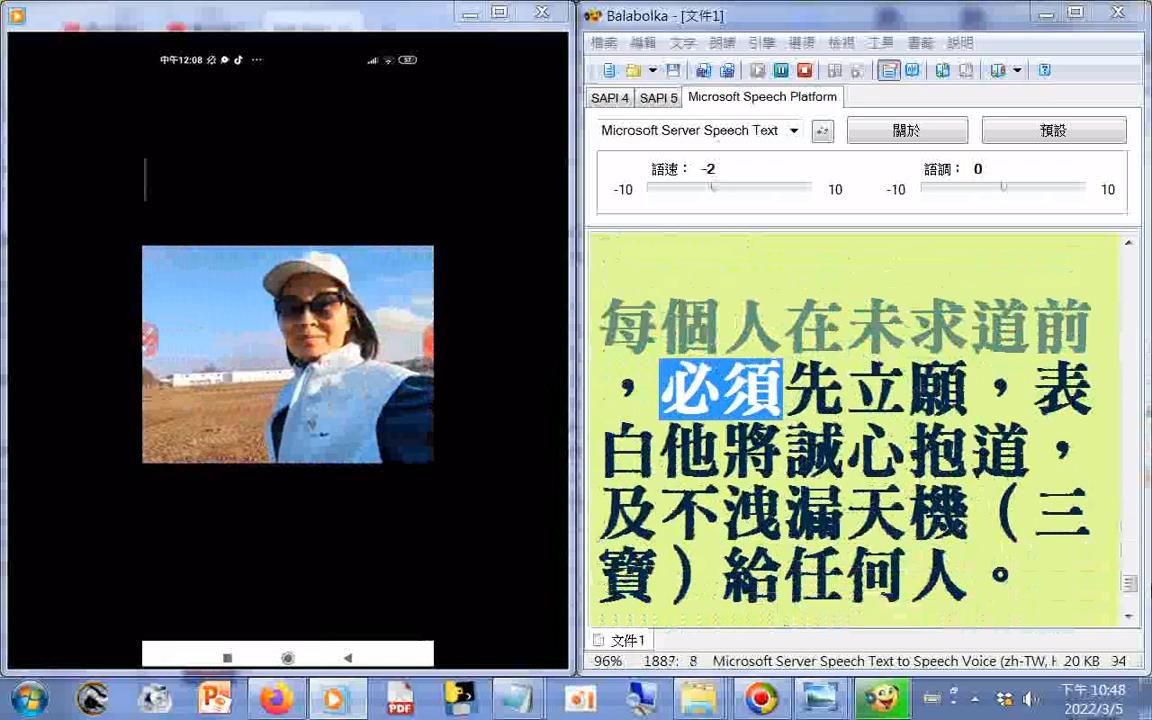 中午12:08
57
Balabolka - [文件1]
檔案 編輯 文字 朗讀 引擎 選項 檢視 工具 書籤 說明
SAPI 4 SAPI 5 Microsoft Speech Platform
Microsoft Server Speech Text 關於 預設
語速： -2 語調： 0
-10 10 -10 10
每個人在未求道前
，必須先立願，表
白他將誠心抱道，
及不洩漏天機（三
寶）給任何人。
文件1
96% 1887: 8 Microsoft Server Speech Text to Speech Voice (zh-TW, H 20 KB 94
PDF
下午 10:48
2022/3/5